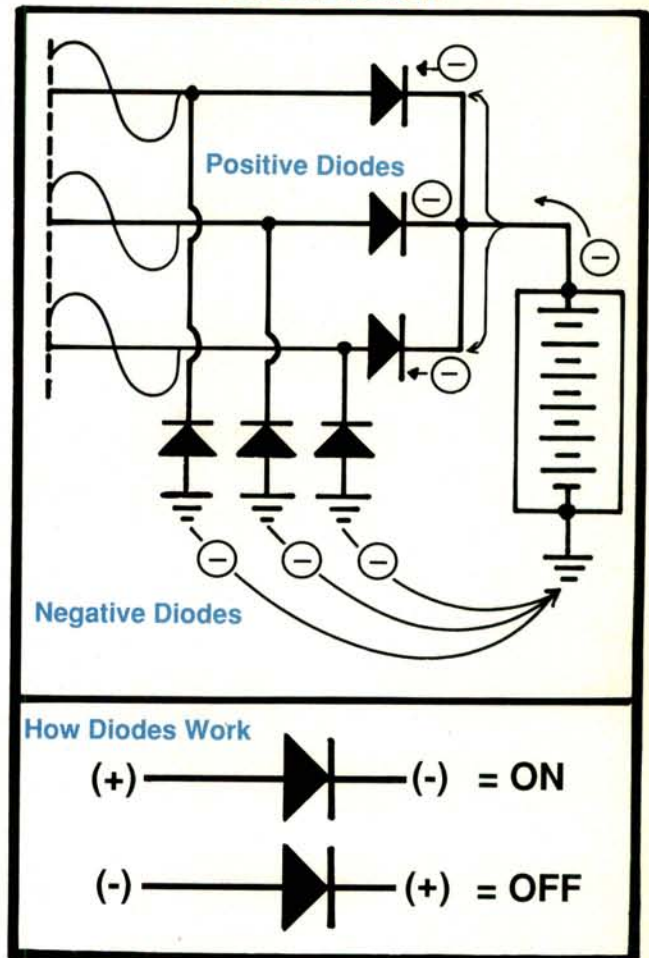 Positive Diodes
Negative Diodes
How Diodes Work
(+) (-) = ON
(-) (+) = OFF